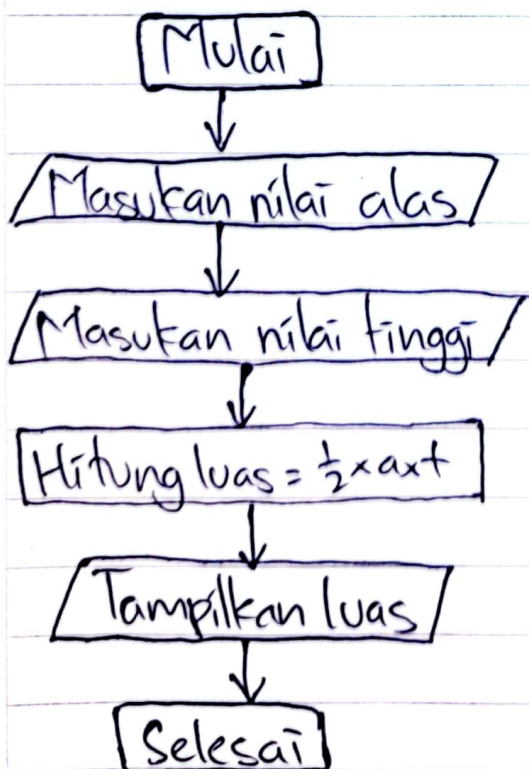 Mulai
Masukan nilai alas
Masukan nilai tinggi
Hitung luas = ½ x a x t
Tampilkan luas
Selesai